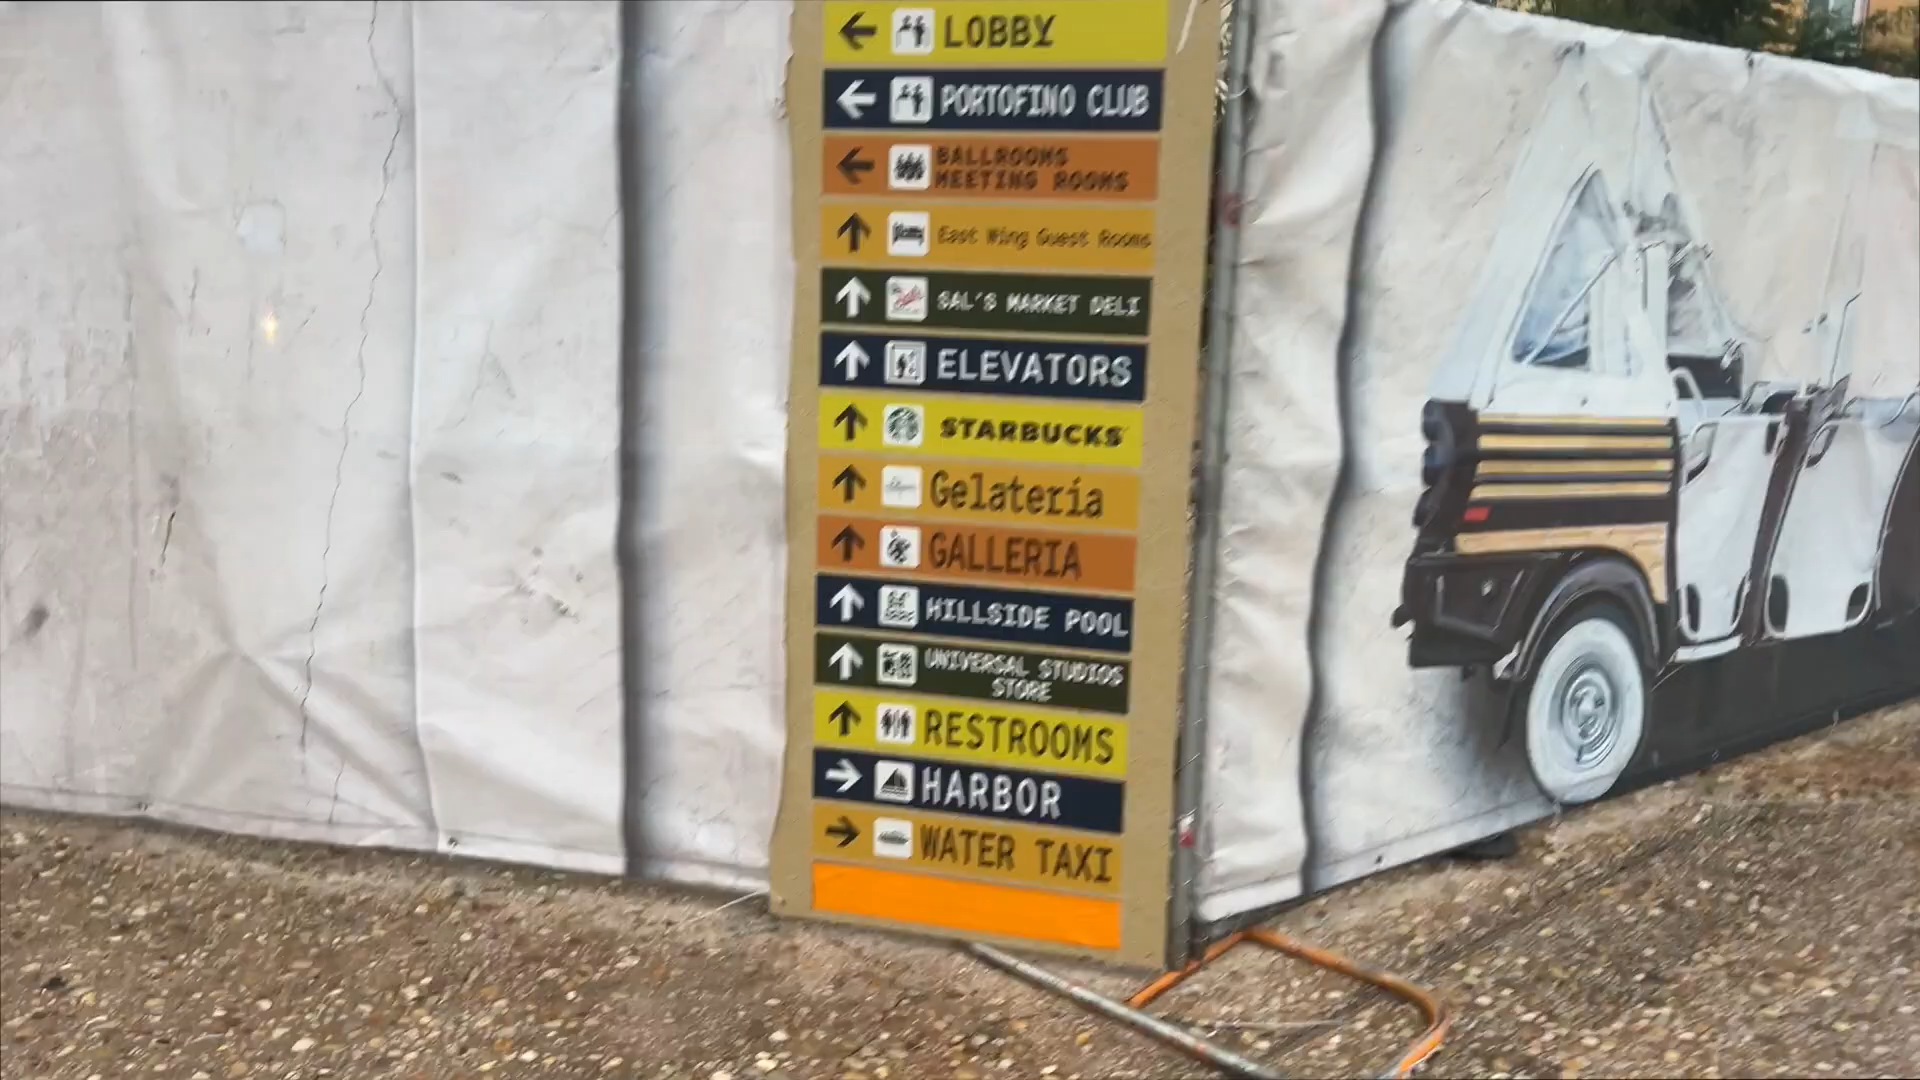 LOBBY
PORTOFINO CLUB
BALLROOMS
MEETING ROOMS
East Wing Guest Rooms
SAL'S MARKET DELI
ELEVATORS
STARBUCKS
Gelateria
GALLERIA
HILLSIDE POOL
UNIVERSAL STUDIOS
STORE
RESTROOMS
HARBOR
WATER TAXI